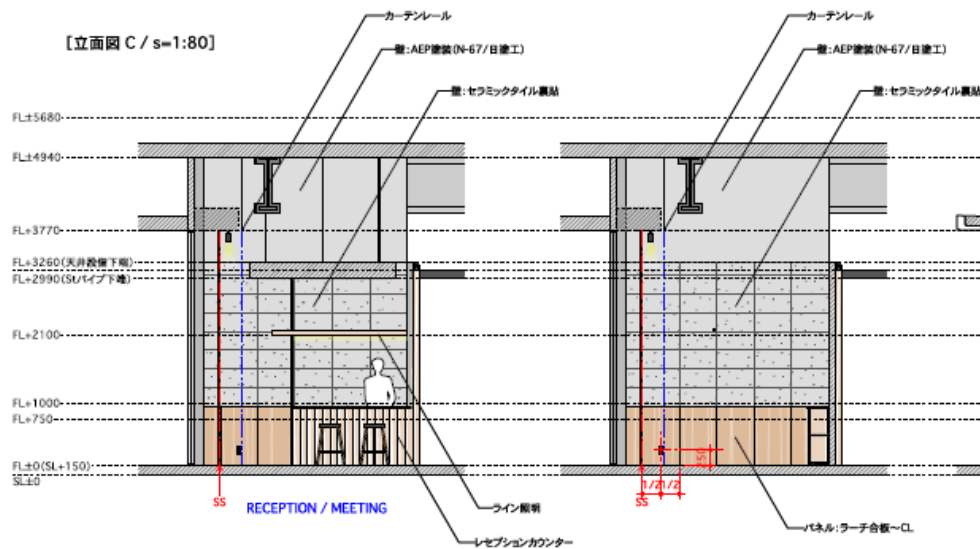 [立面図 C / s=1:80]
カーテンレール
壁:AEP塗装(N-67/日塗工)
壁:セラミックタイル裏貼
カーテンレール
壁:AEP塗装(N-67/日塗工)
壁:セラミックタイル裏貼
FL±5680
FL±4940
FL+3770
FL+3260(天井設備下端)
FL+2990(Stパイプ下端)
FL+2100
FL+1000
FL+750
FL±0(SL+150)
SL±0
SS
RECEPTION / MEETING
ライン照明
レセプションカウンター
250
1/2
1/2
SS
パネル:ラーチ合板~CL